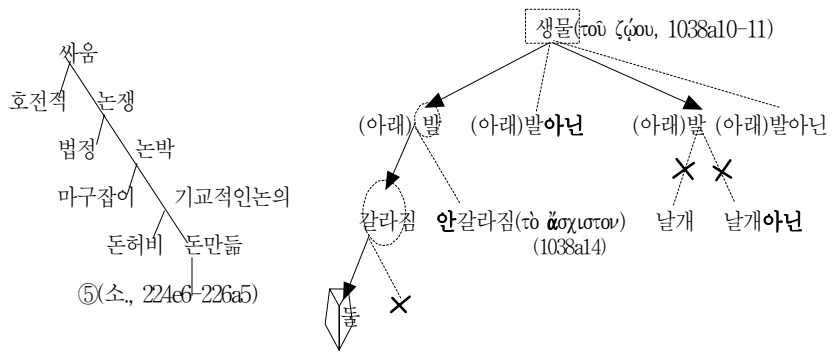 싸움
호전적 논쟁
법정 논박
마구잡이 기교적인논의
돈허비 돈만듦
⑤(소., 224e6-226a5)
생물(τοῦ ζῴου, 1038a10-11)
(아래) 발 (아래)발아닌 (아래)발 (아래)발아닌
갈라짐 안갈라짐(τὸ ἄσχιστον) 날개 날개아닌
(1038a14)
둘